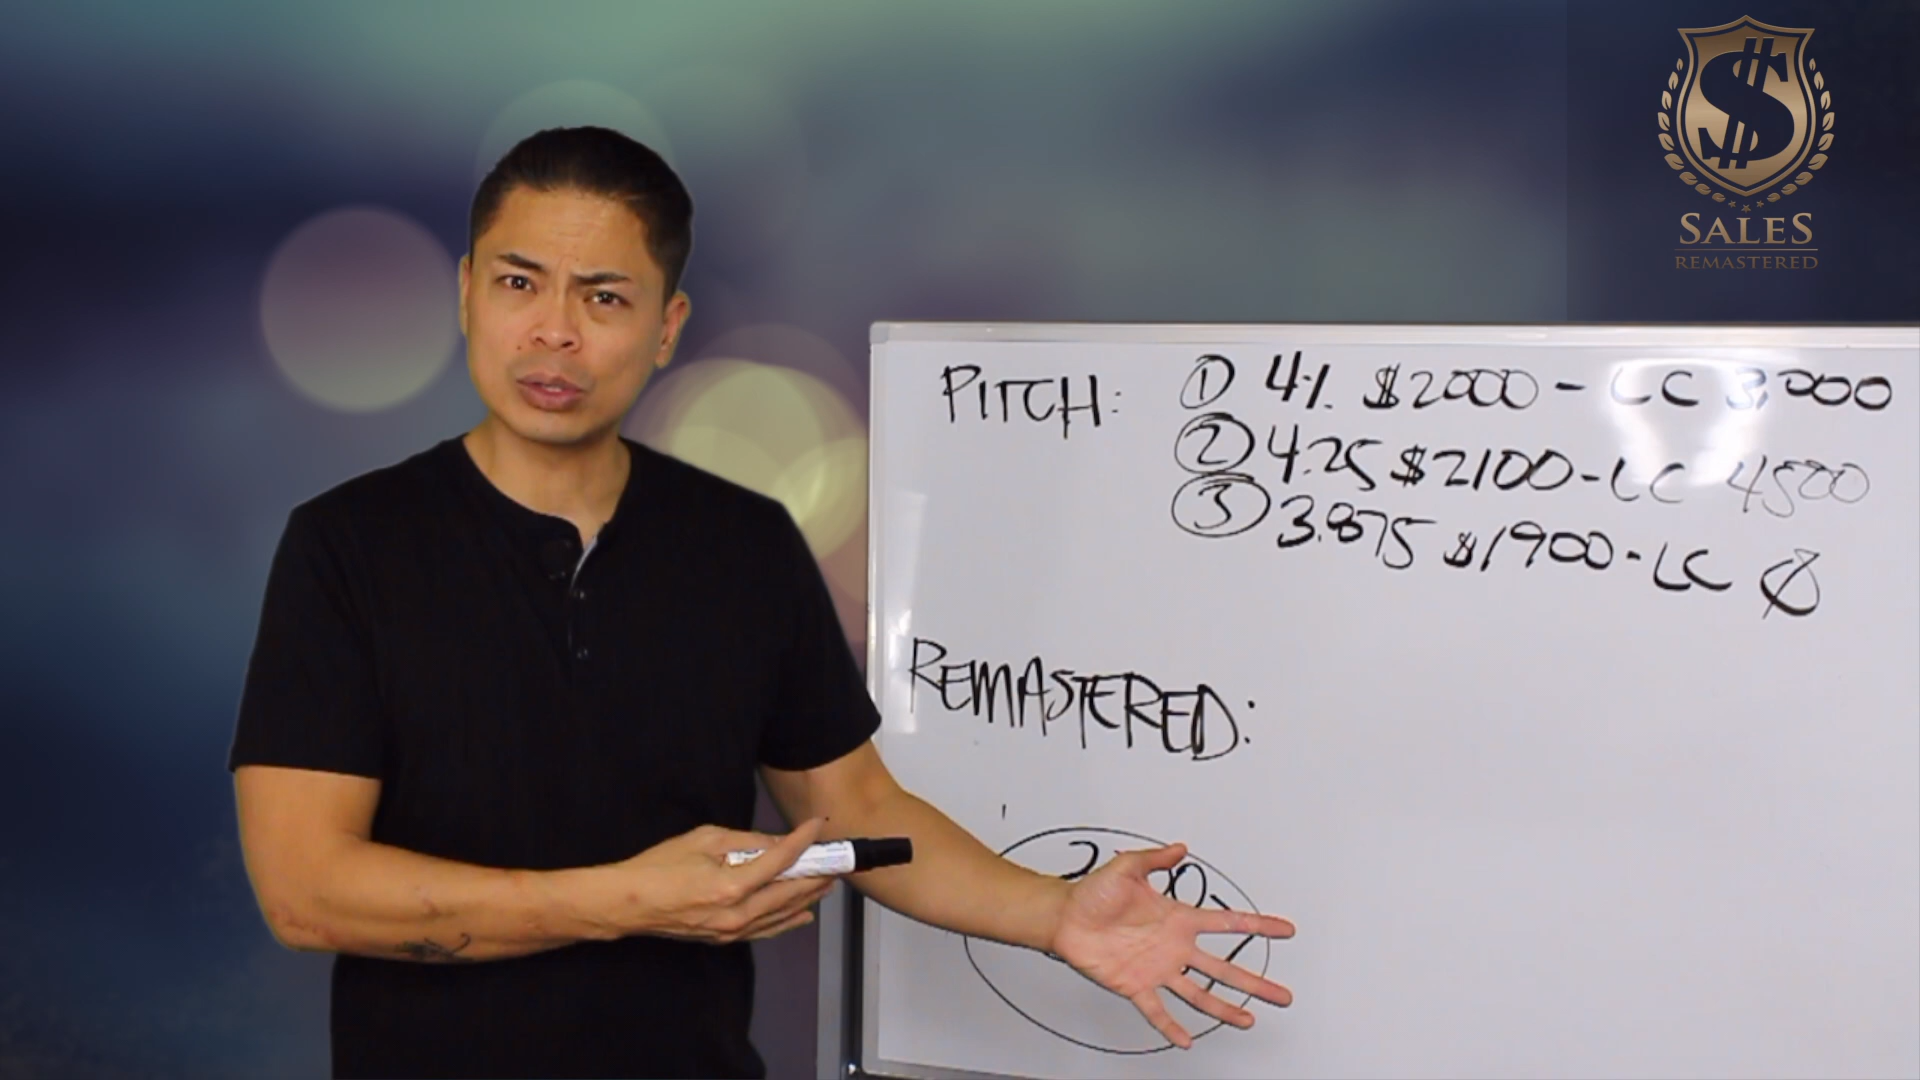 SALES
REMASTERED
PITCH: ① 4% $2000 - LC 3,000
② 4.25 $2100 - LC 4500
③ 3.875 $1900 - LC Ø
REMASTERED: